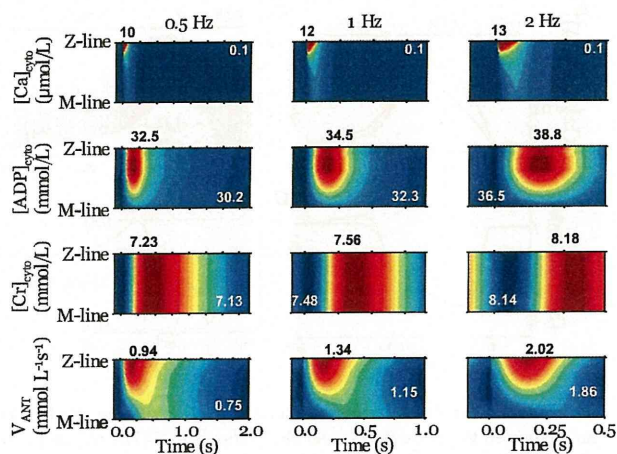 0.5 Hz 1 Hz 2 Hz
10 12 13
Z-line 0.1 0.1 0.1
[Ca]cyto (µmol/L)
M-line
32.5 34.5 38.8
Z-line
[ADP]cyto (mmol/L)
30.2 32.3 36.5
M-line
7.23 7.56 8.18
Z-line
[Cr]cyto mmol/L)
7.13 7.48 8.14
M-line
0.94 1.34 2.02
Z-line
VANT (mmol L⁻¹s⁻¹)
0.75 1.15 1.86
M-line
0.0 1.0 2.0 0.0 0.5 1.0 0.0 0.25 0.5
Time (s) Time (s) Time (s)